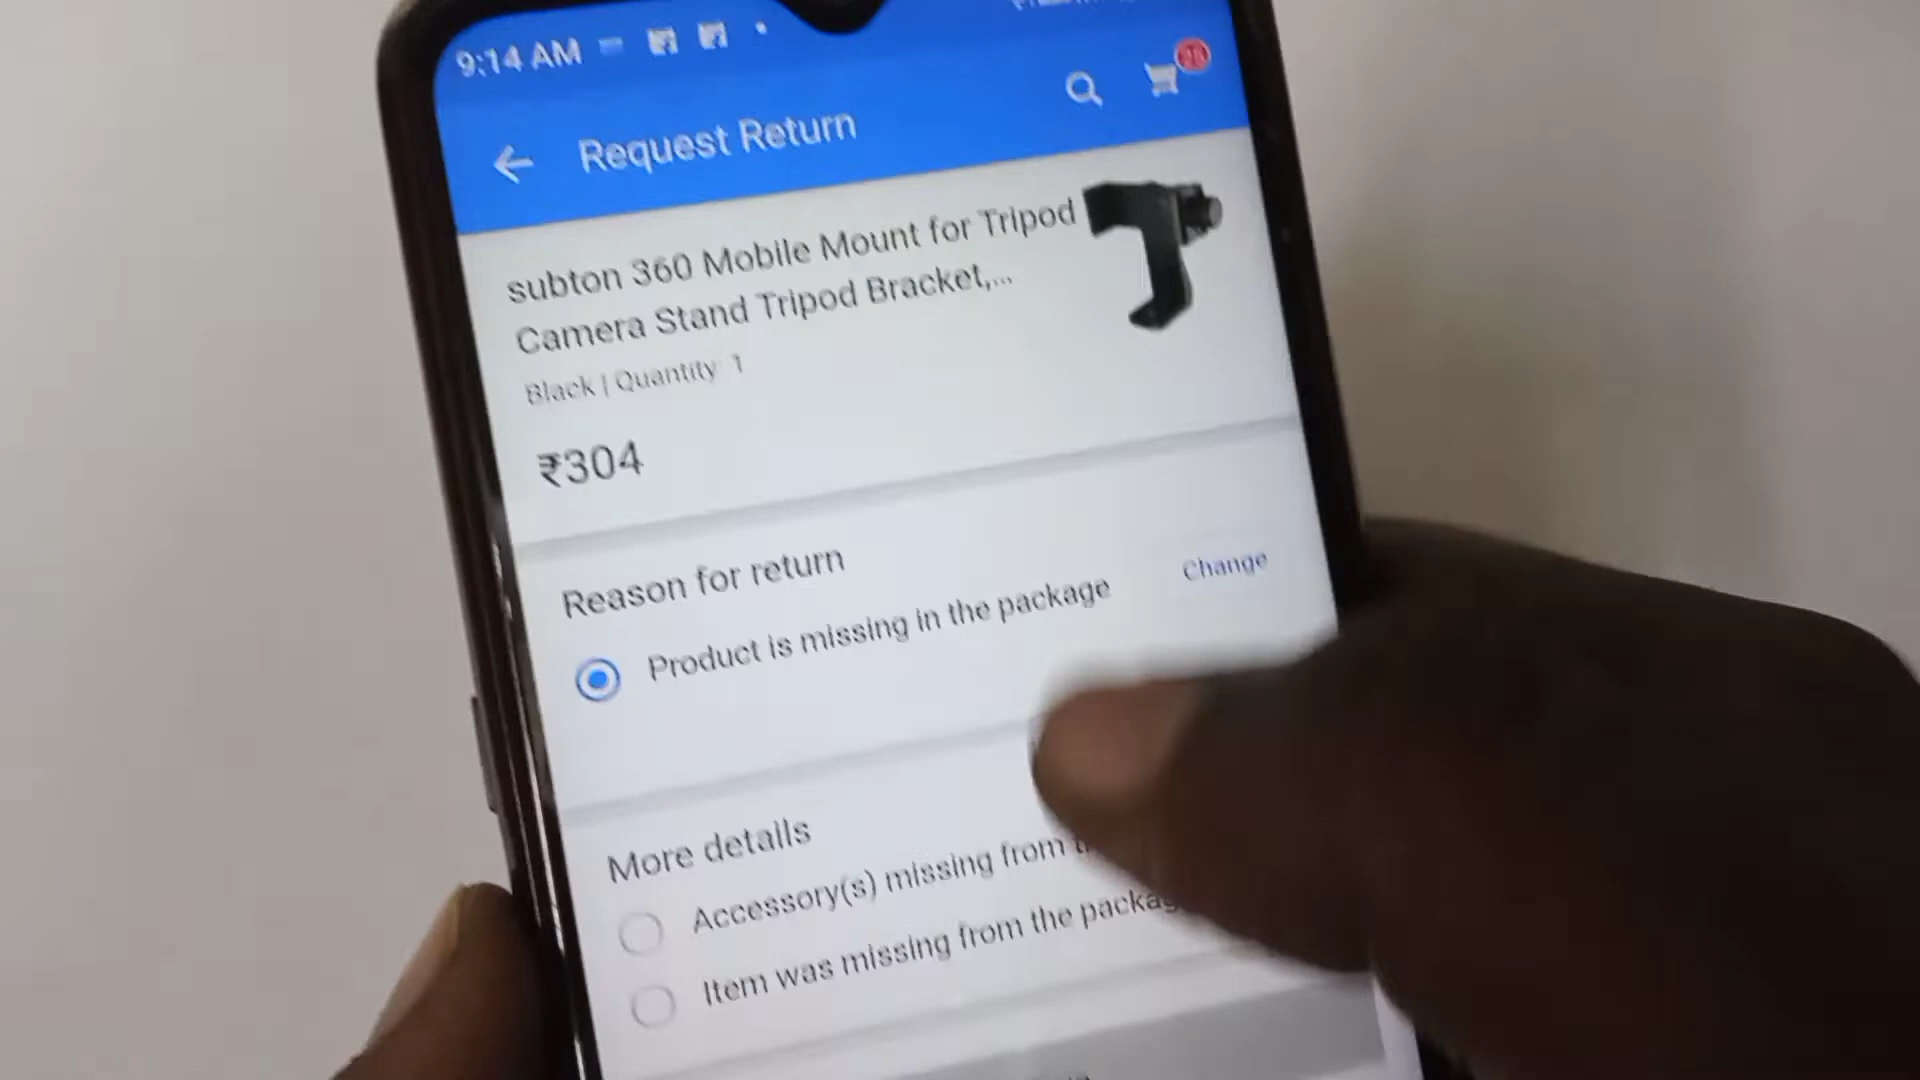 9:14 AM
Request Return
subton 360 Mobile Mount for Tripod
Camera Stand Tripod Bracket,...
Black | Quantity 1
₹304
Reason for return
Change
Product is missing in the package
More details
Accessory(s) missing from
Item was missing from the